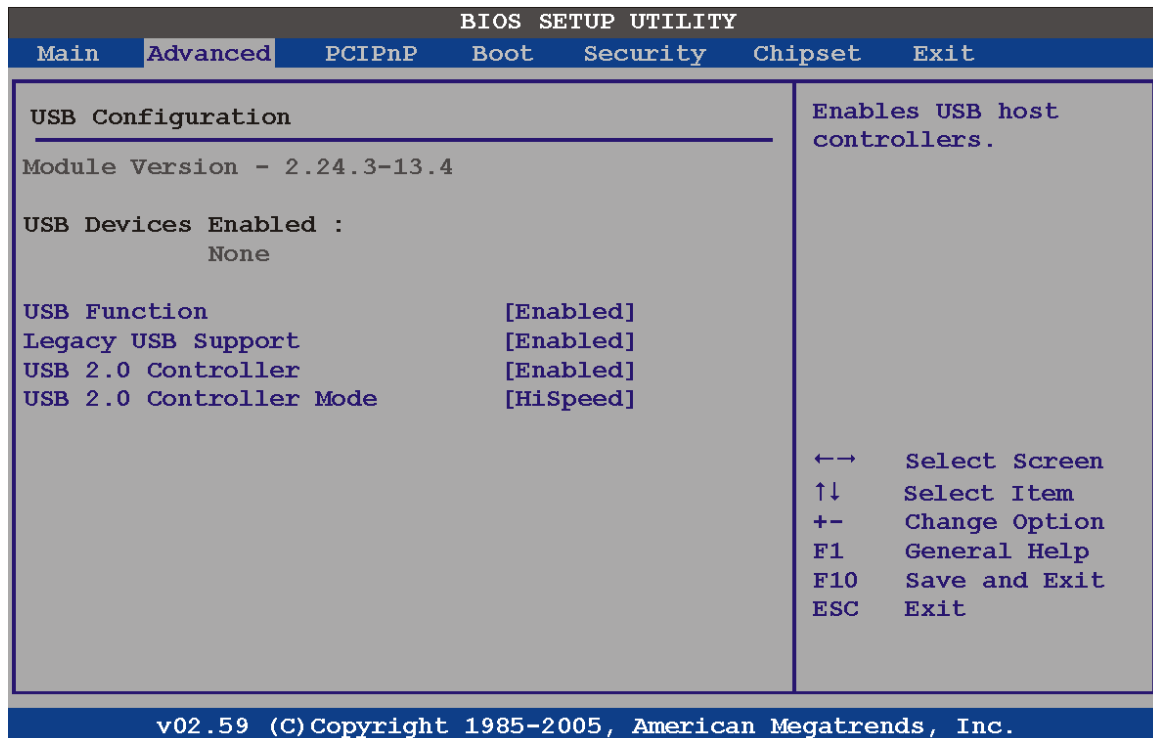 BIOS SETUP UTILITY
Main Advanced PCIPnP Boot Security Chipset Exit
USB Configuration
Module Version - 2.24.3-13.4
USB Devices Enabled :
None
USB Function [Enabled]
Legacy USB Support [Enabled]
USB 2.0 Controller [Enabled]
USB 2.0 Controller Mode [HiSpeed]
Enables USB host
controllers.
←→ Select Screen
↑↓ Select Item
+- Change Option
F1 General Help
F10 Save and Exit
ESC Exit
v02.59 (C)Copyright 1985-2005, American Megatrends, Inc.